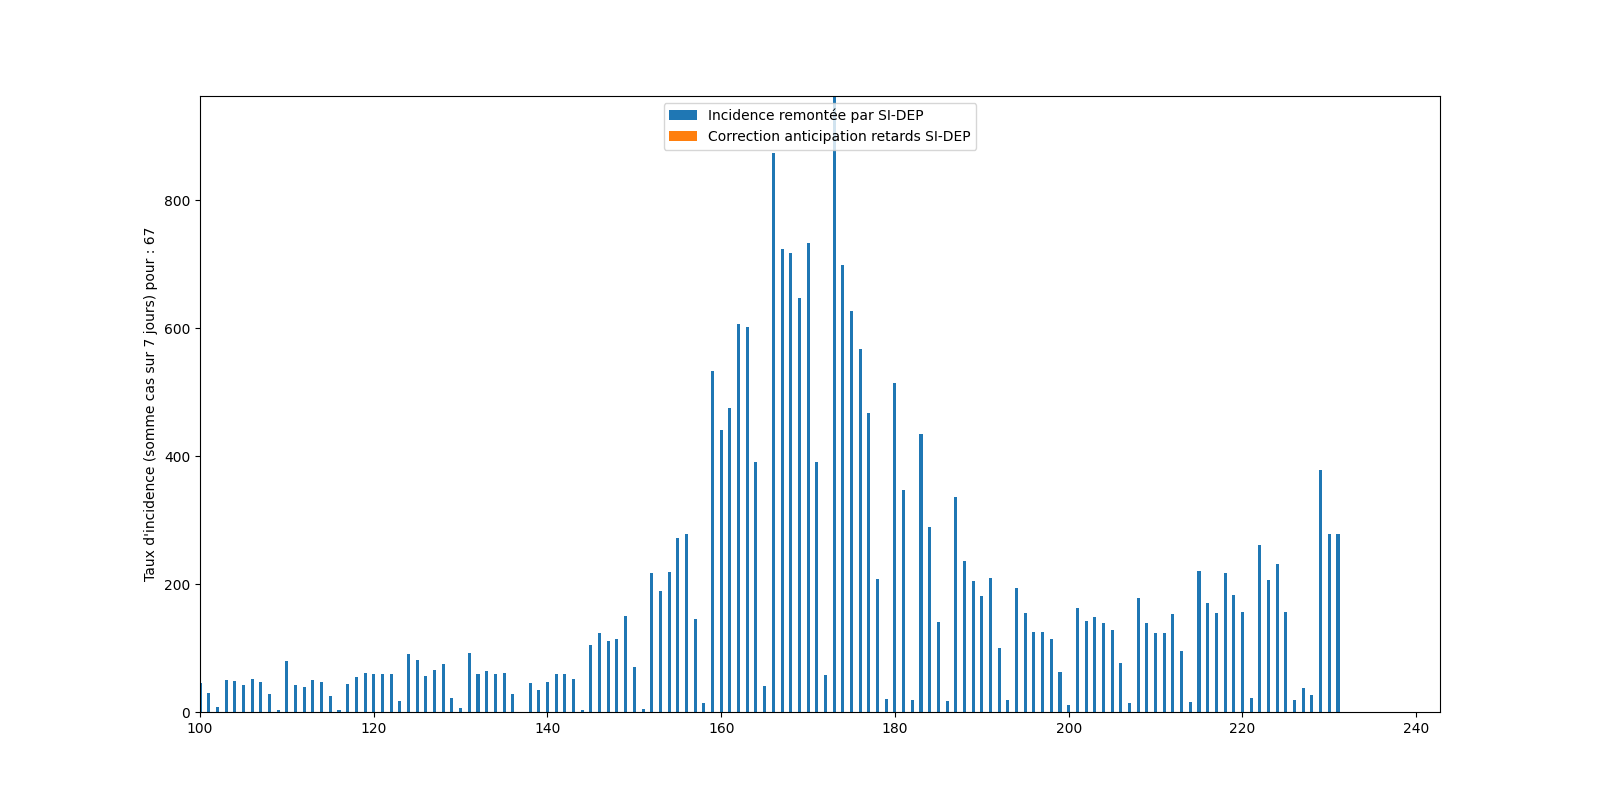 Incidence remontée par SI-DEP
Correction anticipation retards SI-DEP
Taux d'incidence (somme cas sur 7 jours) pour : 67
800
600
400
200
0
100 120 140 160 180 200 220 240